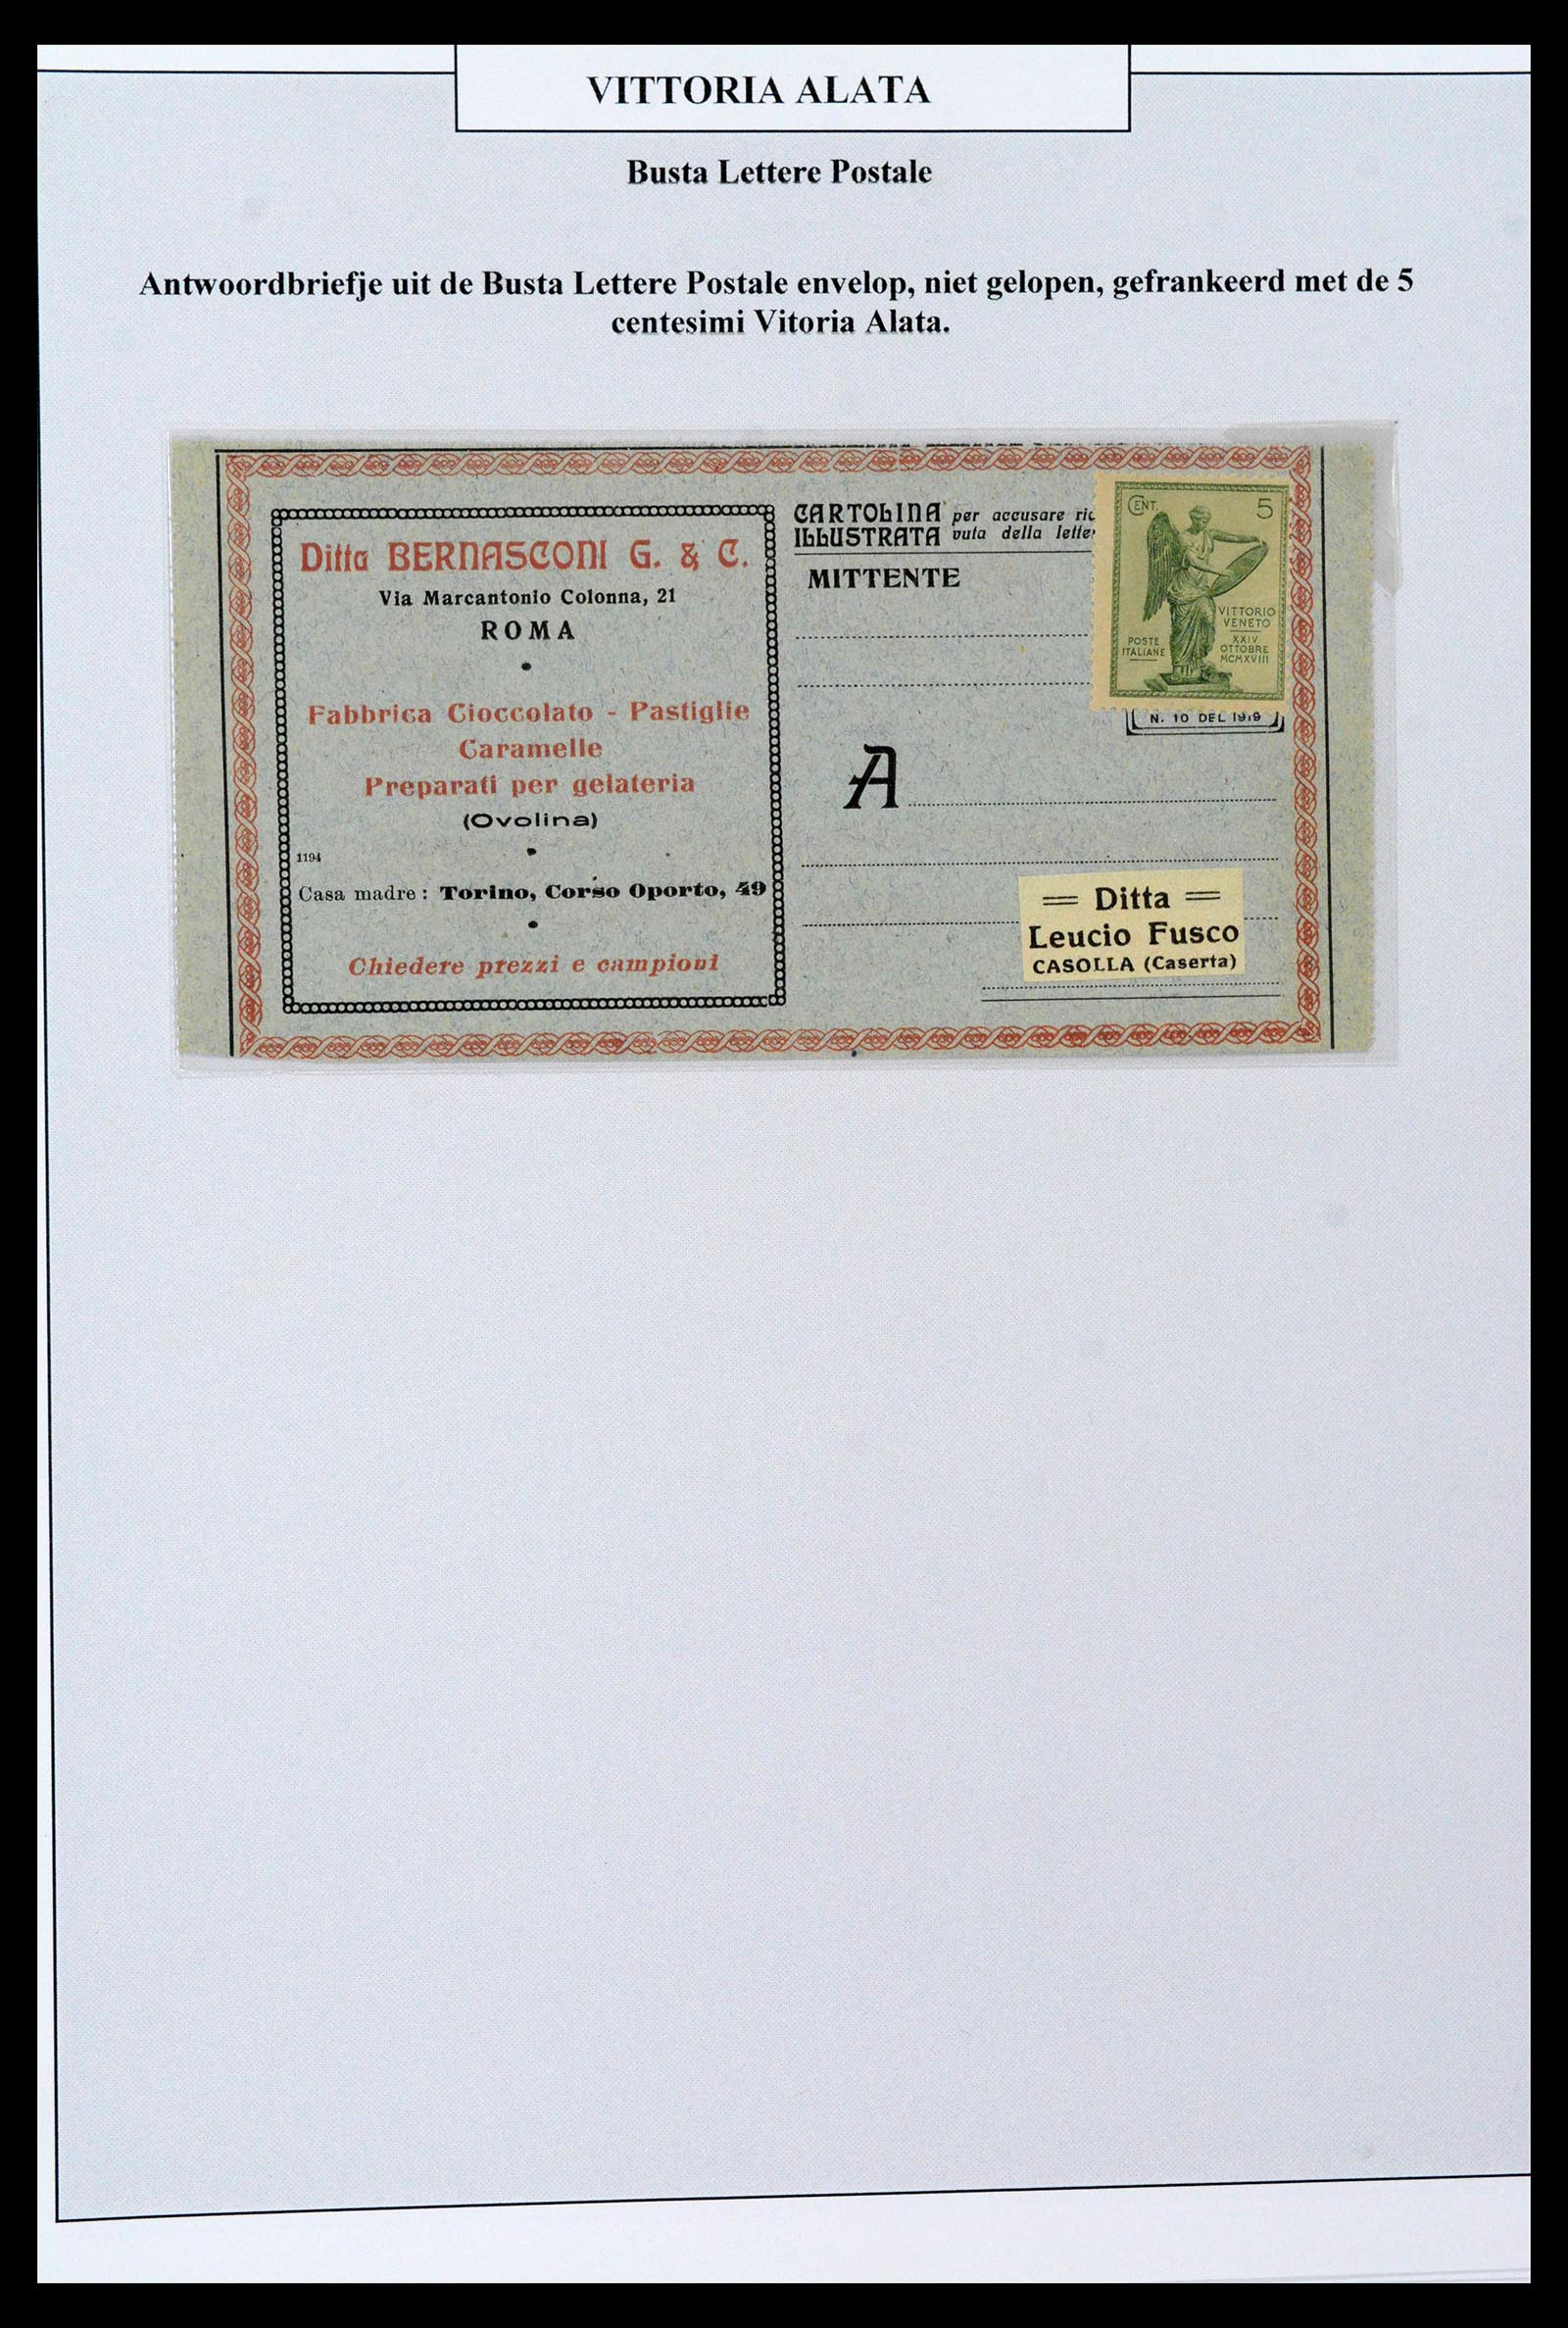 VITTORIA ALATA
Busta Lettere Postale
Antwoordbriefje uit de Busta Lettere Postale envelop, niet gelopen, gefrankeerd met de 5
centesimi Vitoria Alata.
Ditta BERNASCONI G. & C.
Via Marcantonio Colonna, 21
ROMA
Fabbrica Cioccolato - Pastiglie
Caramelle
Preparati per gelateria
(Ovolina)
1194
Casa madre: Torino, Corso Oporto, 49
Chiedere prezzi e campioni
CARTOLINA per accusare ric
ILLUSTRATA vuta della lette
MITTENTE
CENT. 5
VITTORIO
VENETO
XXIV
OTTOBRE
MCMXVIII
POSTE
ITALIANE
N. 10 DEL 1919
A
= Ditta =
Leucio Fusco
CASOLLA (Caserta)